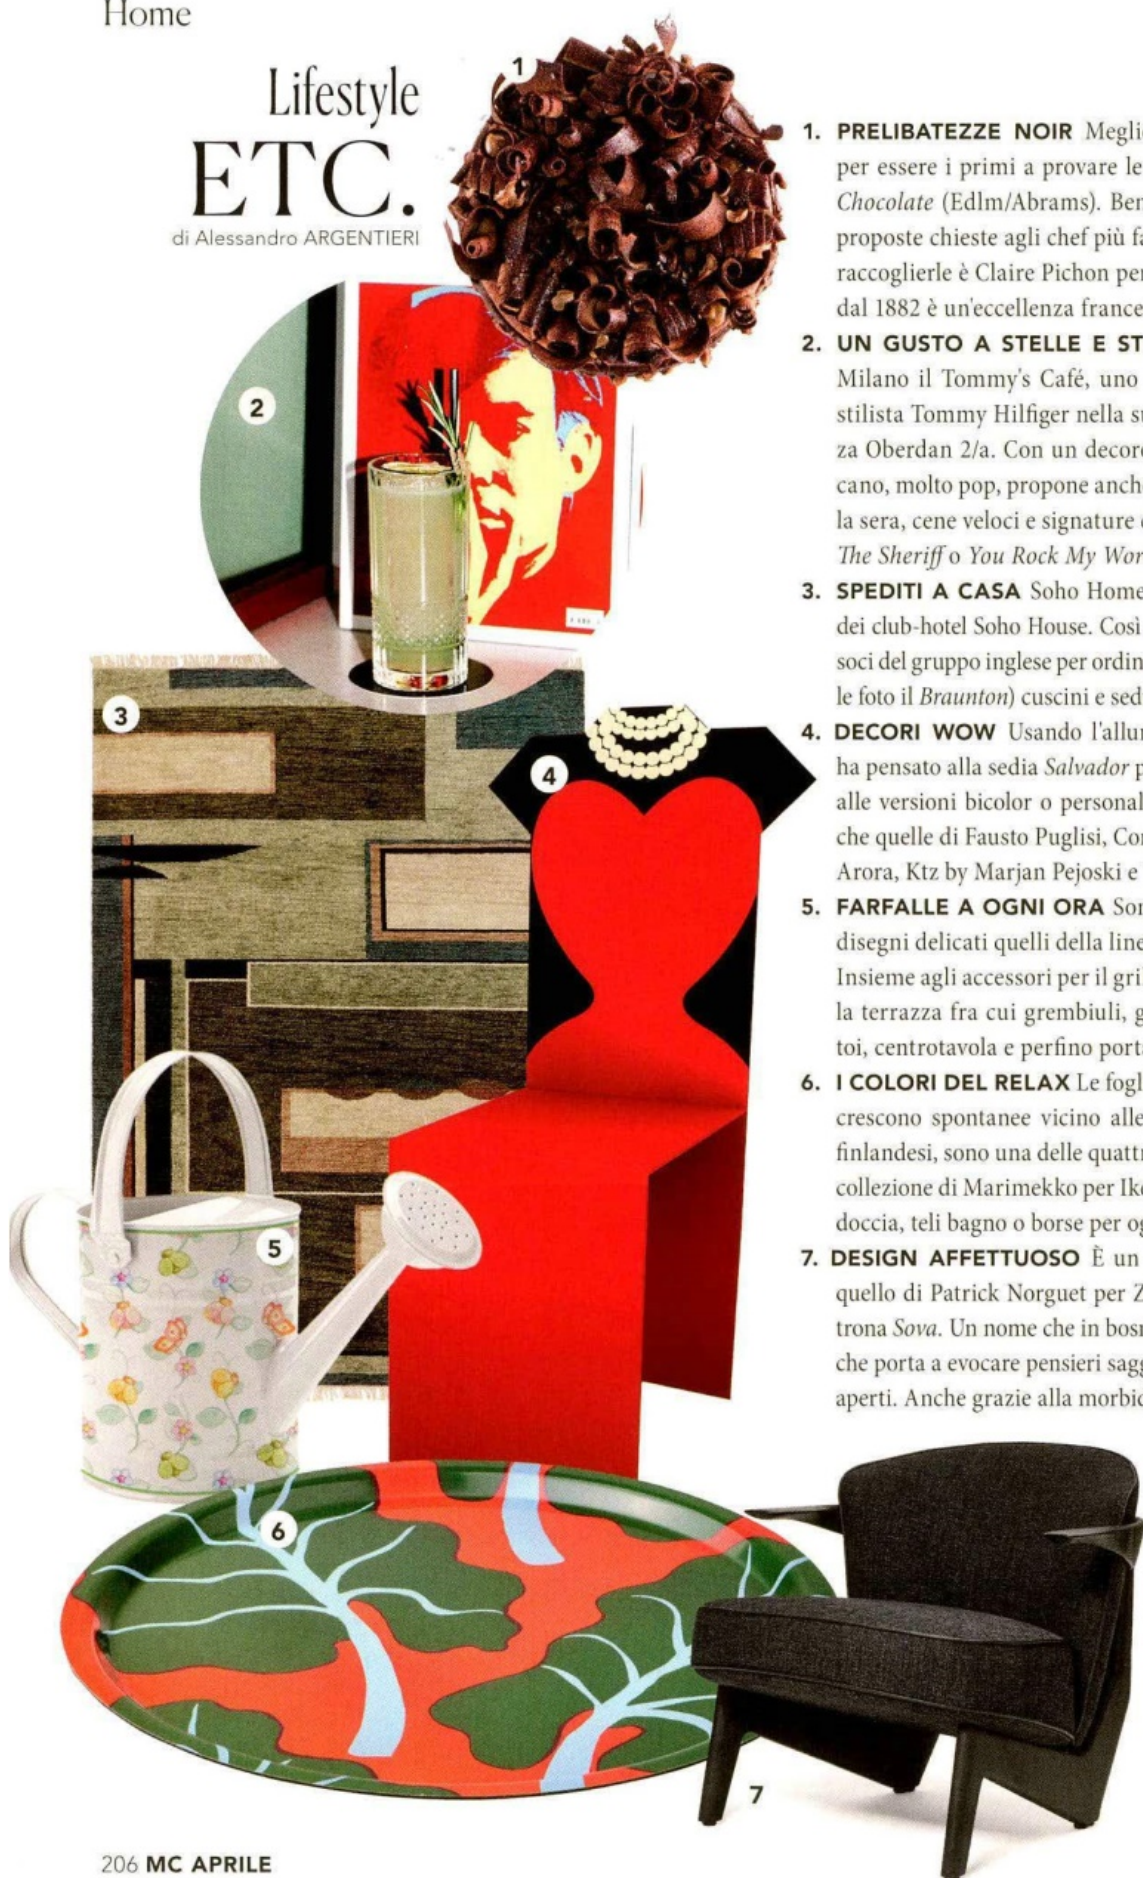 Home
Lifestyle
ETC.
di Alessandro ARGENTIERI
1
2
3
4
5
6
7
1. PRELIBATEZZE NOIR Megli
per essere i primi a provare le
Chocolate (Edlm/Abrams). Ben
proposte chieste agli chef più fa
raccoglierle è Claire Pichon per
dal 1882 è un'eccellenza france
2. UN GUSTO A STELLE E ST
Milano il Tommy's Café, uno
stilista Tommy Hilfiger nella su
za Oberdan 2/a. Con un decoro
cano, molto pop, propone anche
la sera, cene veloci e signature
The Sheriff o You Rock My Wor
3. SPEDITI A CASA Soho Home
dei club-hotel Soho House. Così
soci del gruppo inglese per ordin
le foto il Braunton) cuscini e sed
4. DECORI WOW Usando l'allum
ha pensato alla sedia Salvador p
alle versioni bicolor o personal
che quelle di Fausto Puglisi, Cor
Arora, Ktz by Marjan Pejoski e
5. FARFALLE A OGNI ORA Son
disegni delicati quelli della line
Insieme agli accessori per il gri
la terrazza fra cui grembiuli, g
toi, centrotavola e perfino port
6. I COLORI DEL RELAX Le fogl
crescono spontanee vicino alle
finlandesi, sono una delle quattr
collezione di Marimekko per Ike
doccia, teli bagno o borse per og
7. DESIGN AFFETTUOSO È un
quello di Patrick Norguet per Z
trona Sova. Un nome che in bosn
che porta a evocare pensieri sagg
aperti. Anche grazie alla morbid
206 MC APRILE